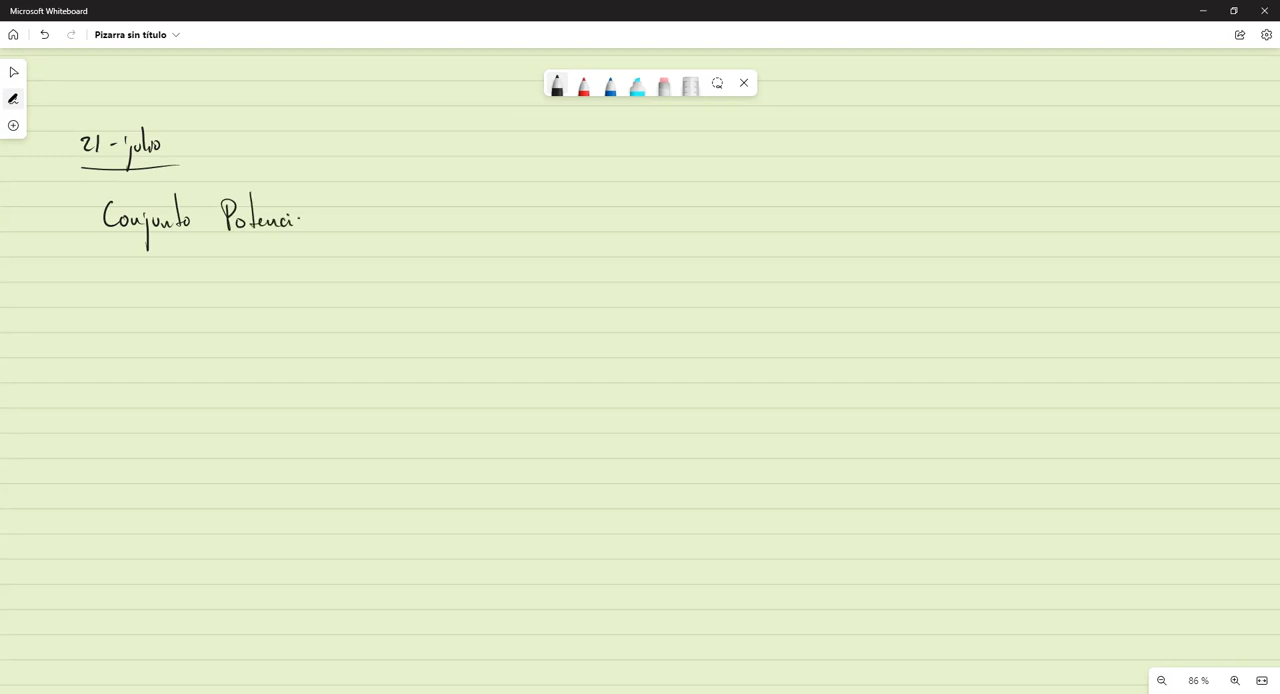 Microsoft Whiteboard
Pizarra sin título
21 - julio
Conjunto Potenci
86 %